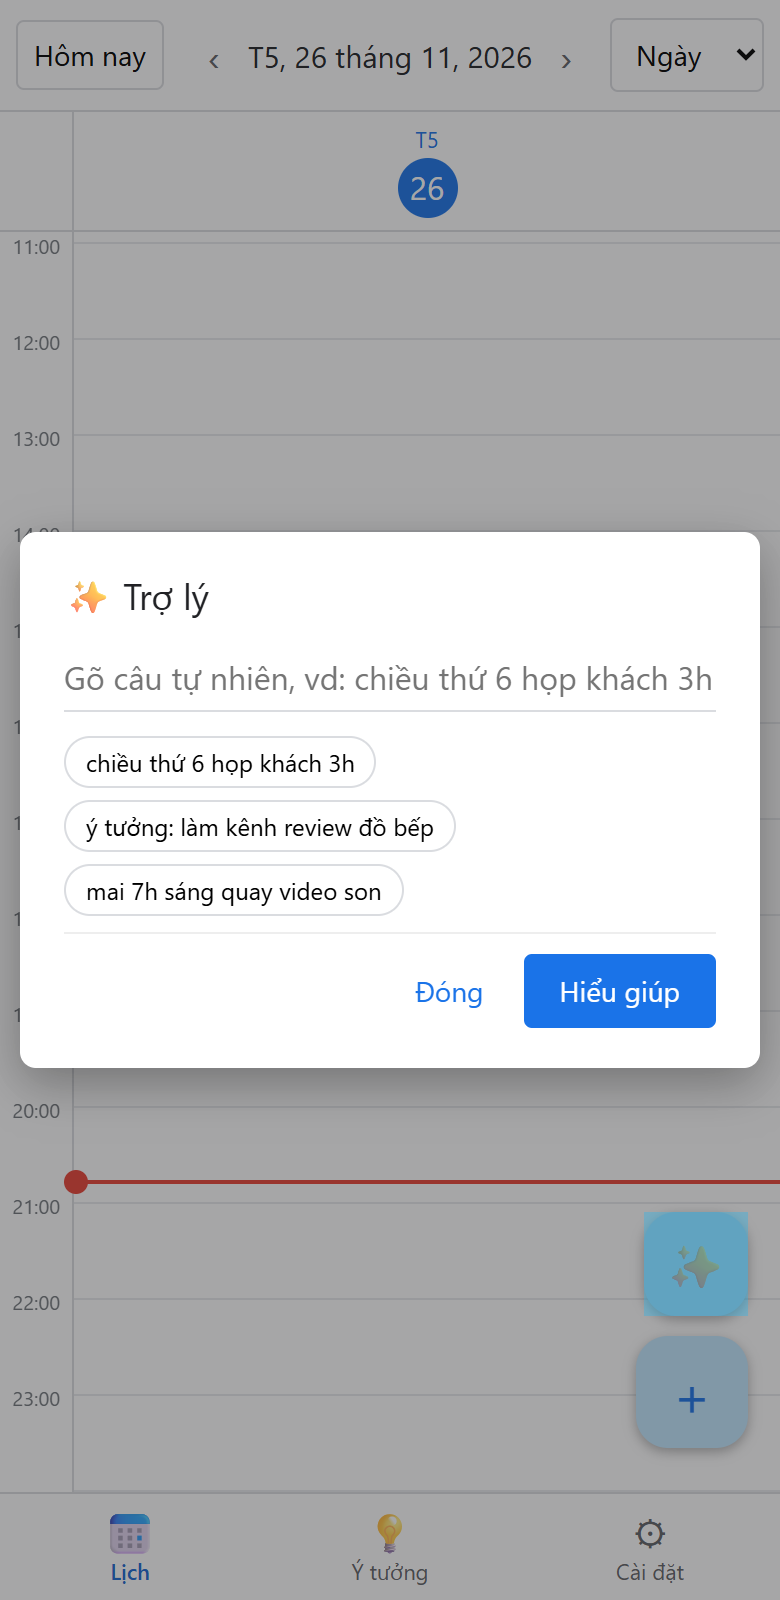 Hôm nay
‹ T5, 26 tháng 11, 2026 ›
Ngày
T5
26
11:00
12:00
13:00
✨ Trợ lý
Gõ câu tự nhiên, vd: chiều thứ 6 họp khách 3h
chiều thứ 6 họp khách 3h
ý tưởng: làm kênh review đồ bếp
mai 7h sáng quay video son
Đóng
Hiểu giúp
20:00
21:00
22:00
23:00
+
Lịch
Ý tưởng
Cài đặt